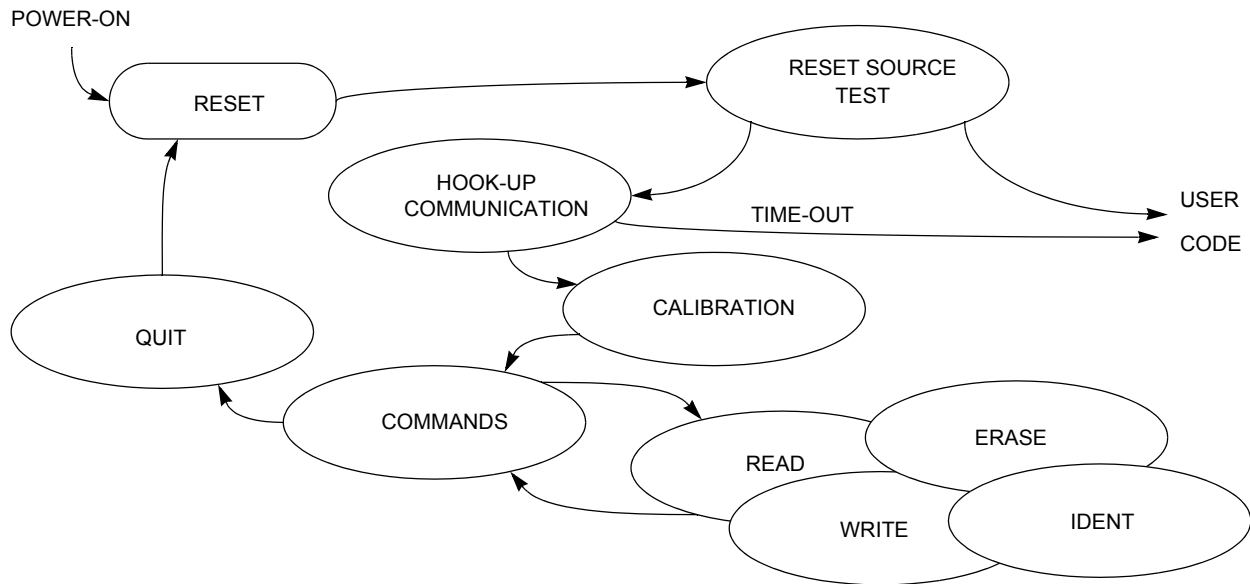 POWER-ON
RESET
RESET SOURCE
TEST
HOOK-UP
COMMUNICATION
TIME-OUT
USER
CODE
CALIBRATION
QUIT
COMMANDS
READ
ERASE
WRITE
IDENT